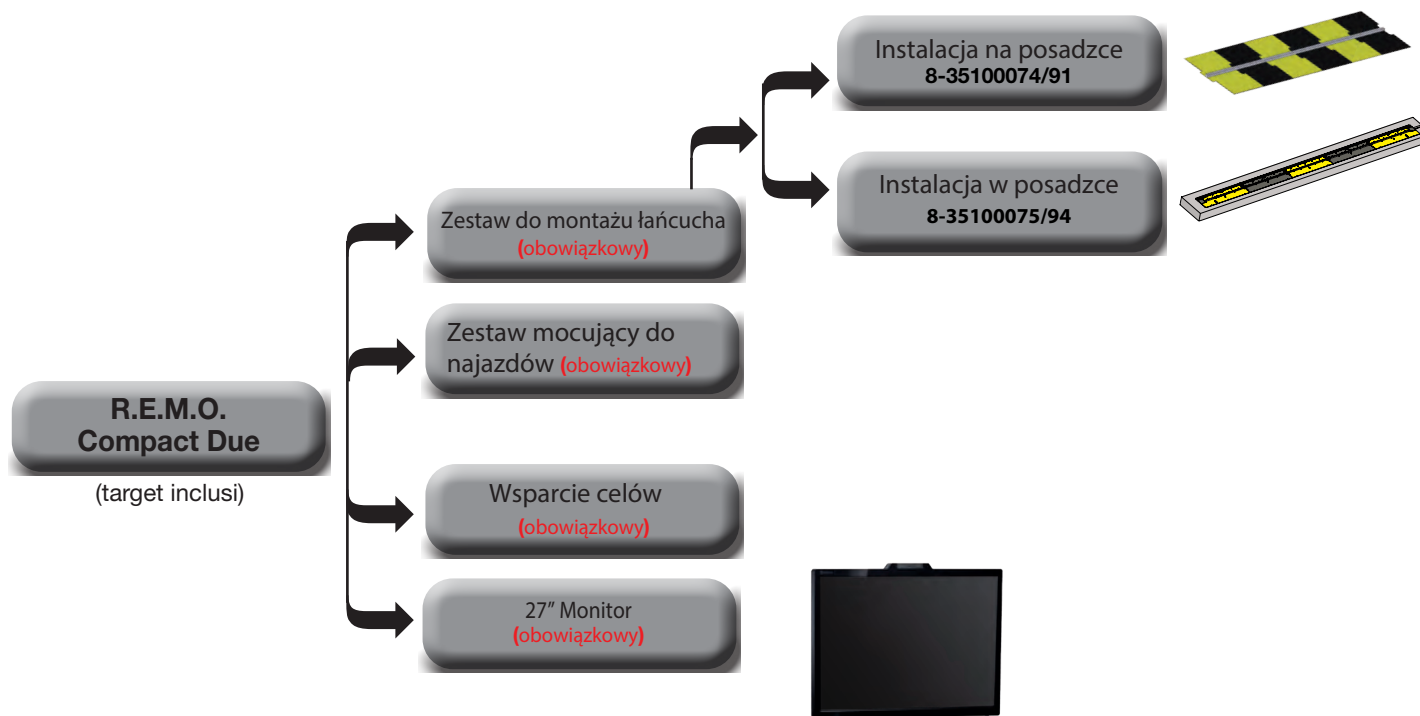 R.E.M.O.
Compact Due
(target inclusi)
Zestaw do montażu łańcucha
(obowiązkowy)
Instalacja na posadzce
8-35100074/91
Instalacja w posadzce
8-35100075/94
Zestaw mocujący do
najazdów (obowiązkowy)
Wsparcie celów
(obowiązkowy)
27” Monitor
(obowiązkowy)